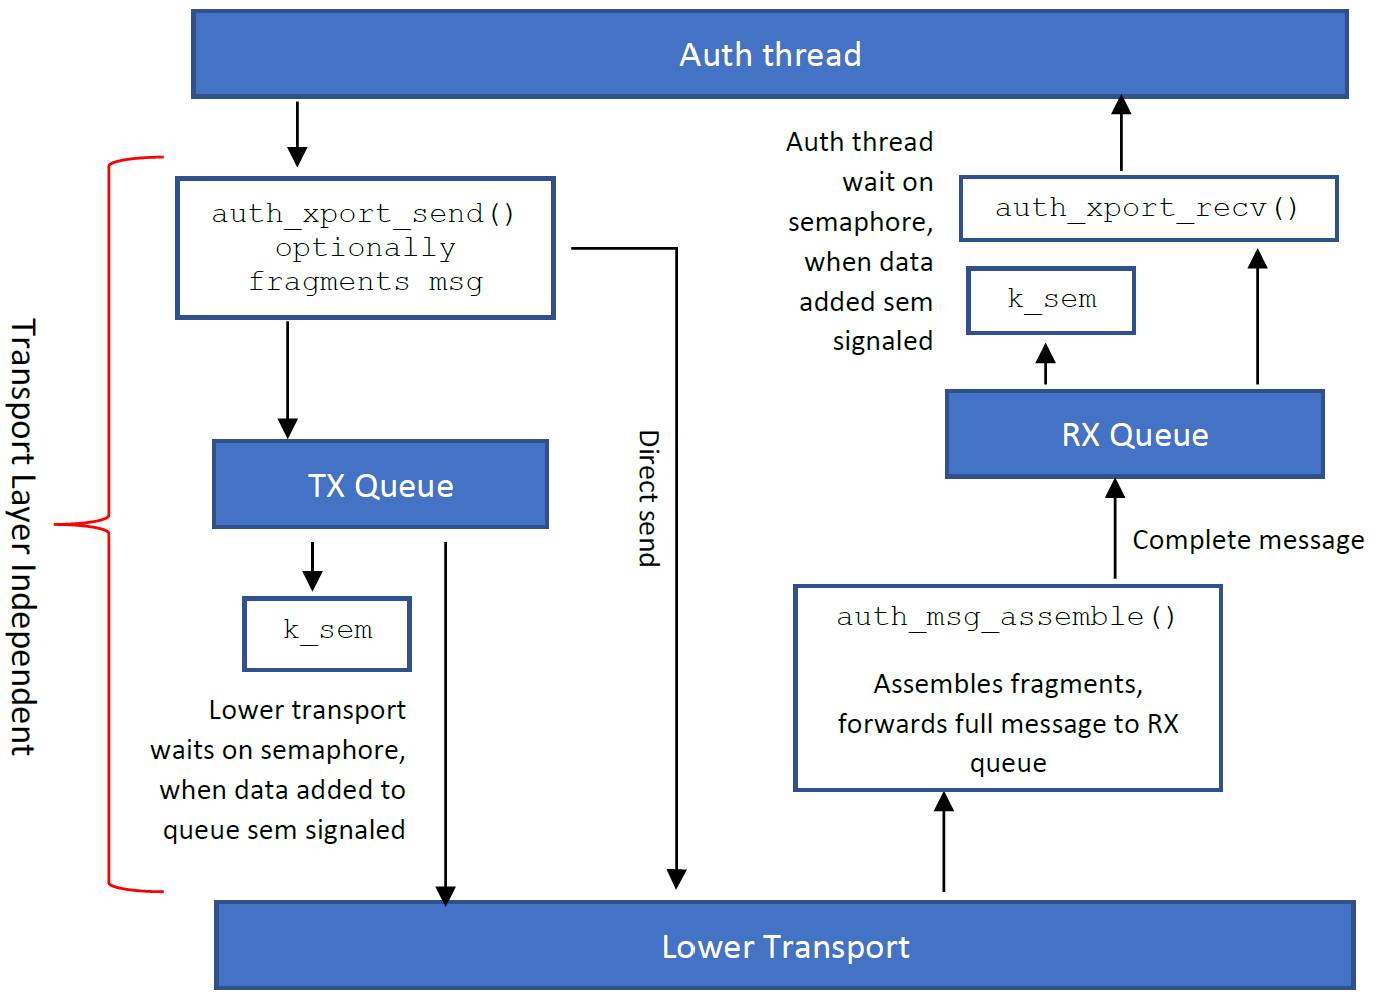 Auth thread
auth_xport_send()
optionally
fragments msg
Auth thread
wait on
semaphore,
when data
added sem
signaled
auth_xport_recv()
k_sem
RX Queue
Transport Layer Independent
TX Queue
Direct send
Complete message
k_sem
auth_msg_assemble()
Assembles fragments,
forwards full message to RX
queue
Lower transport
waits on semaphore,
when data added to
queue sem signaled
Lower Transport